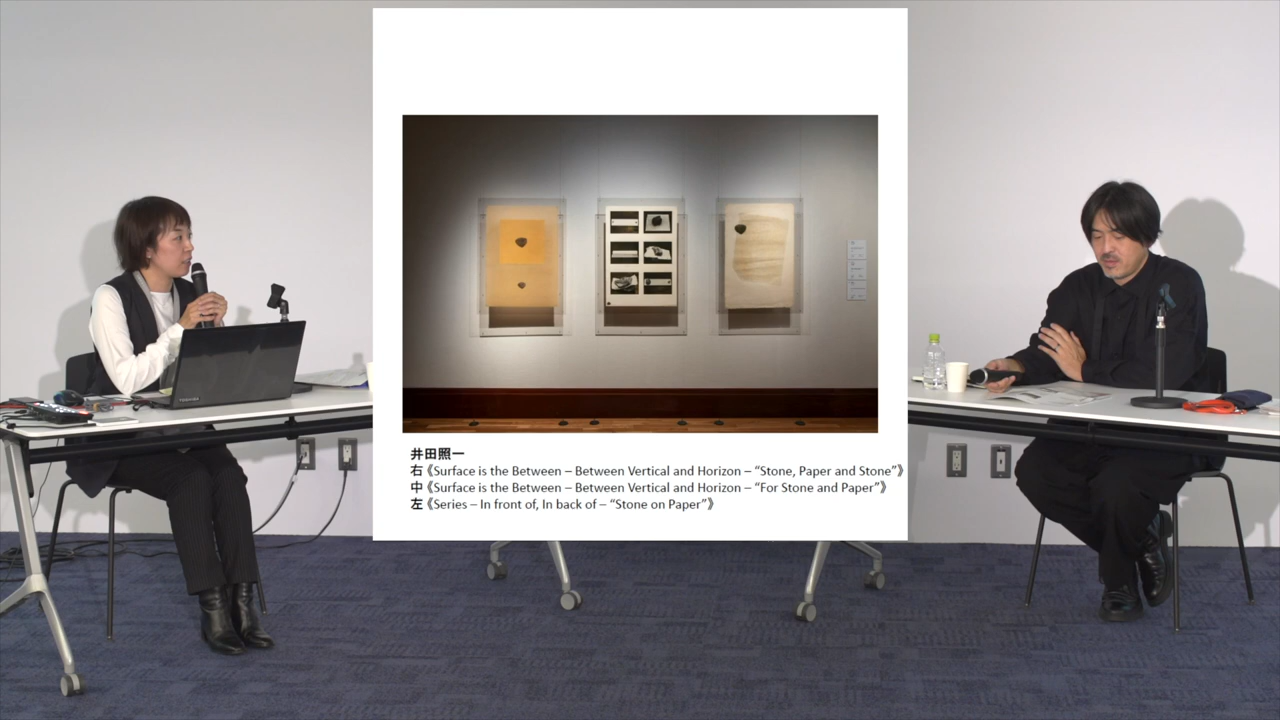 井田照一
右《Surface is the Between – Between Vertical and Horizon – “Stone, Paper and Stone”》
中《Surface is the Between – Between Vertical and Horizon – “For Stone and Paper”》
左《Series – In front of, In back of – “Stone on Paper”》
TOSHIBA